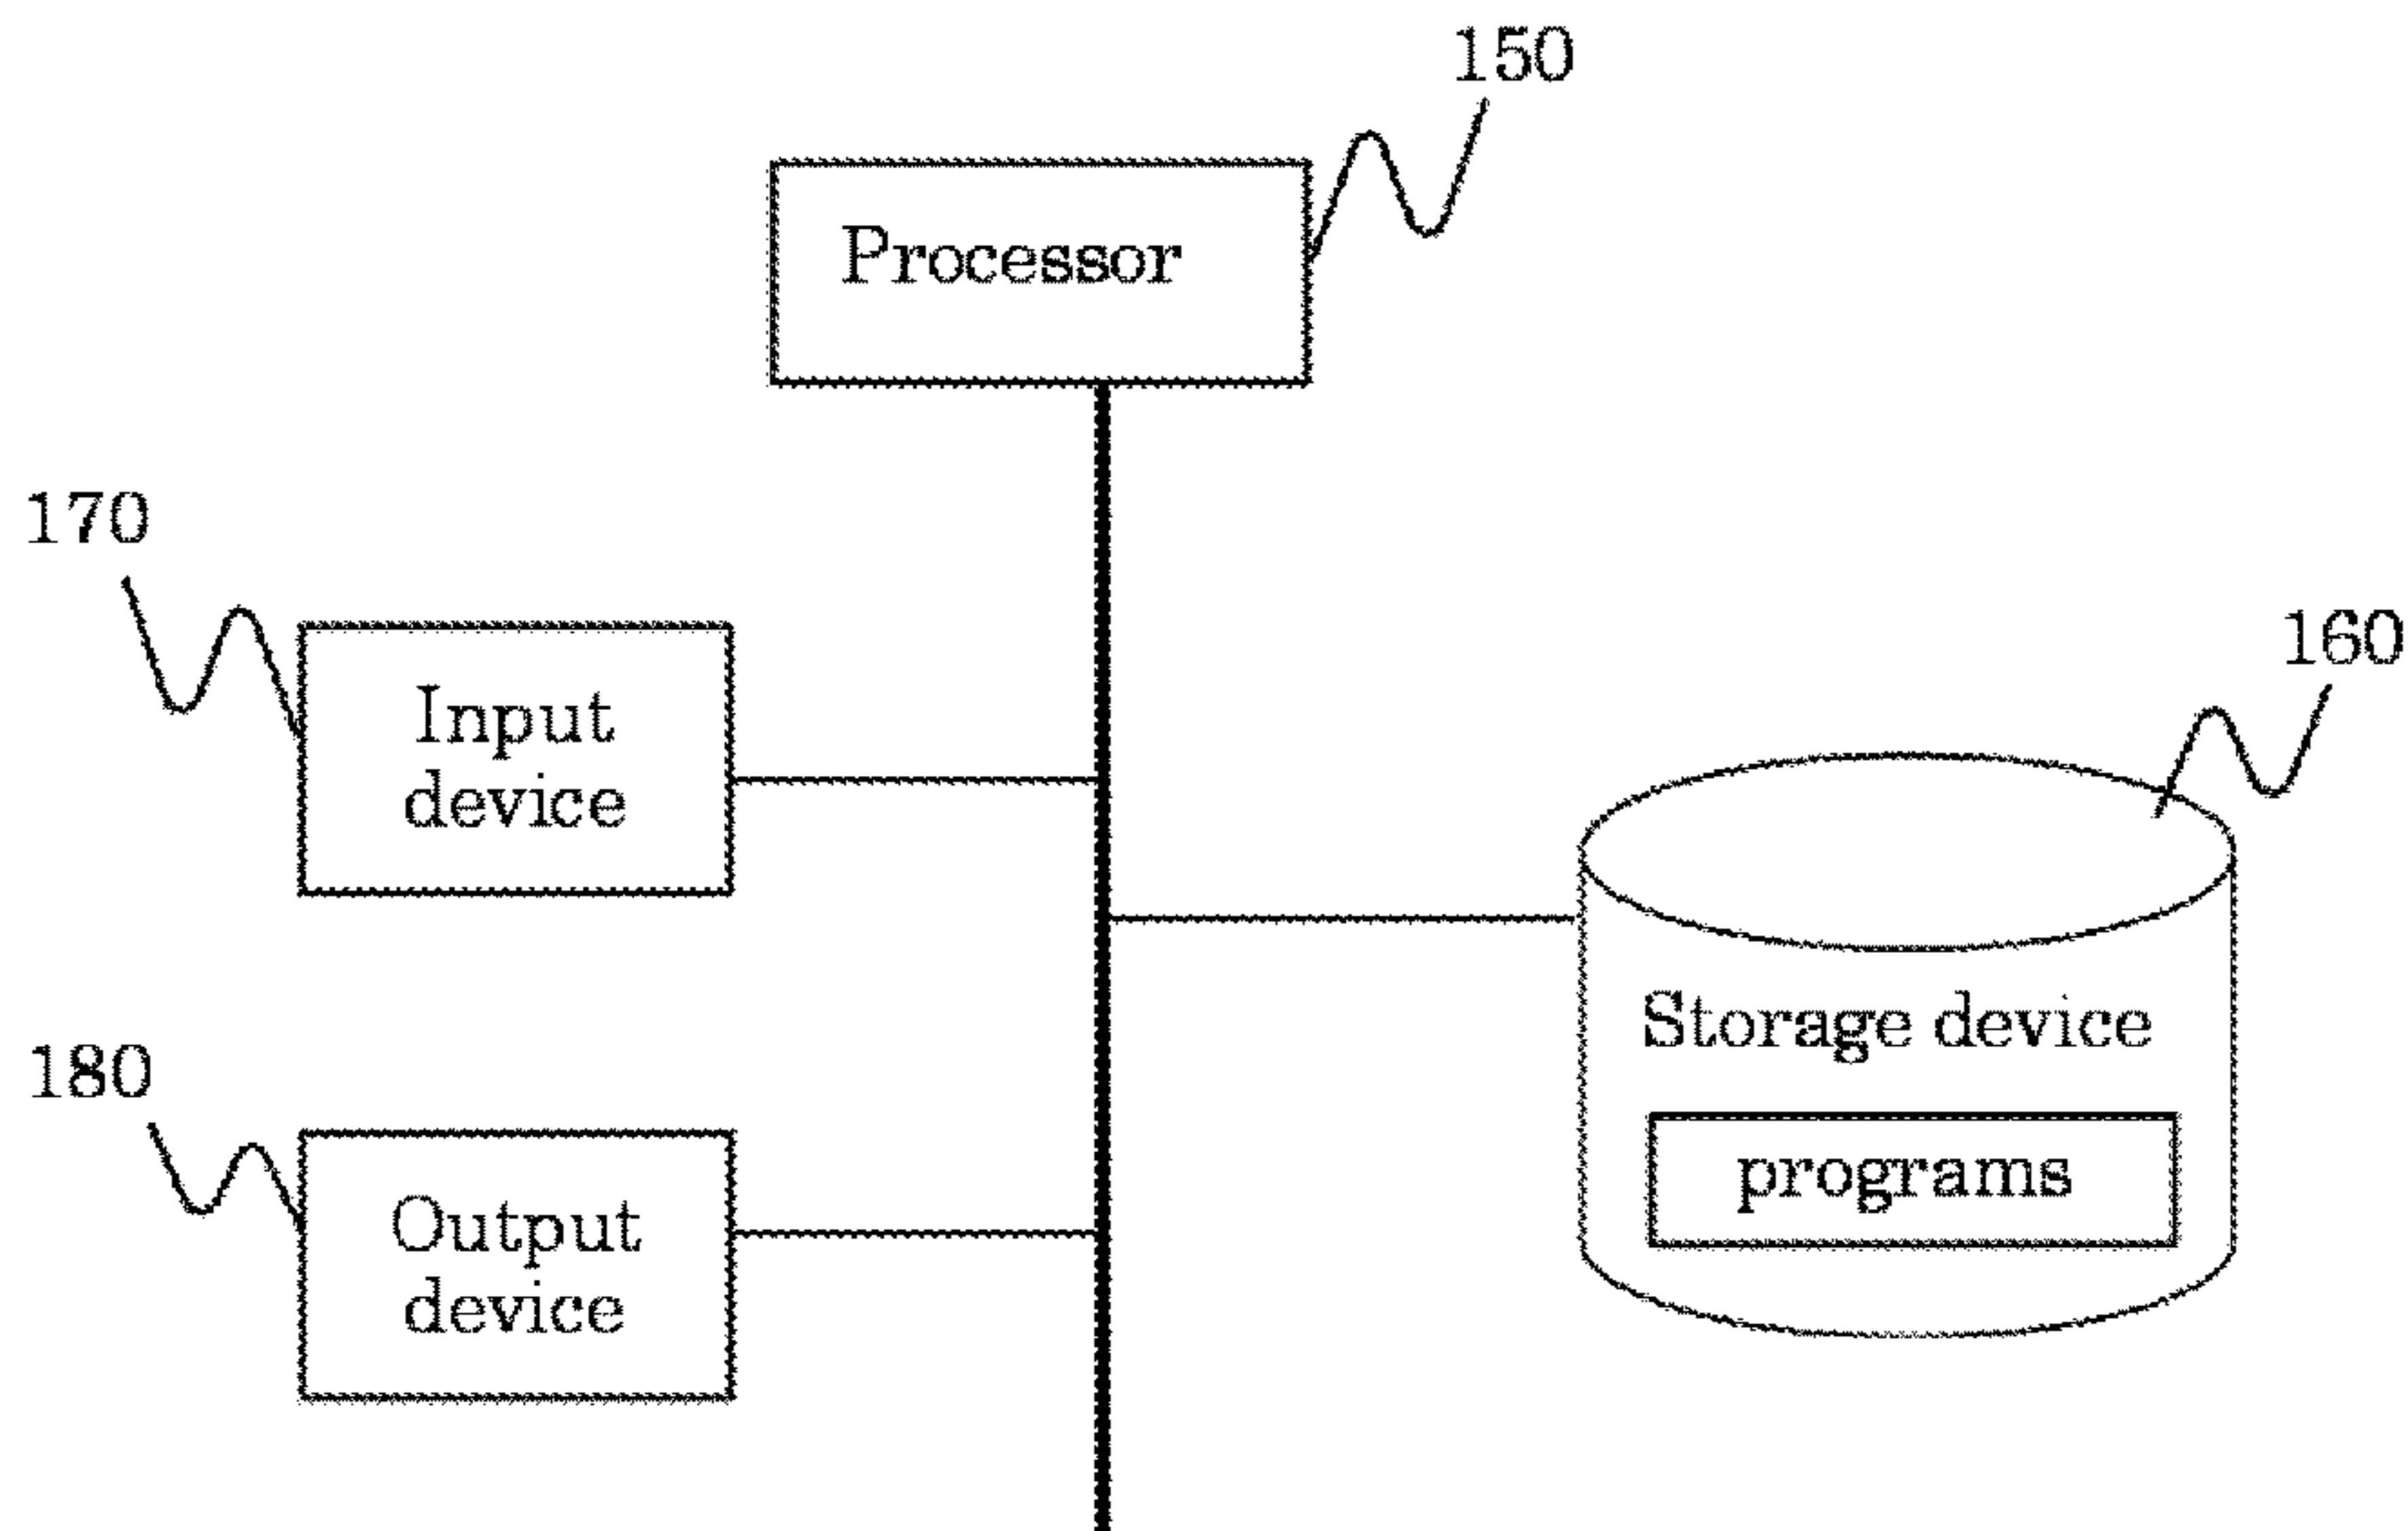 150
Processor
170
Input
device
160
Storage device
programs
180
Output
device